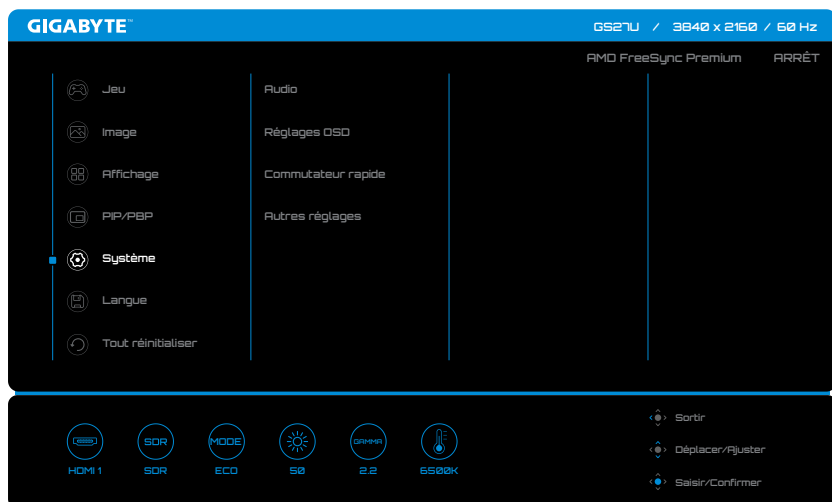 GIGABYTE™
GS27U / 3840 x 2160 / 60 Hz
AMD FreeSync Premium ARRÊT
Jeu
Audio
Image
Réglages OSD
Affichage
Commutateur rapide
PIP/PBP
Autres réglages
Système
Langue
Tout réinitialiser
SDR
MODE
GAMMA
HDMI 1
SDR
ECO
50
2.2
6500K
Sortir
Déplacer/Ajuster
Saisir/Confirmer